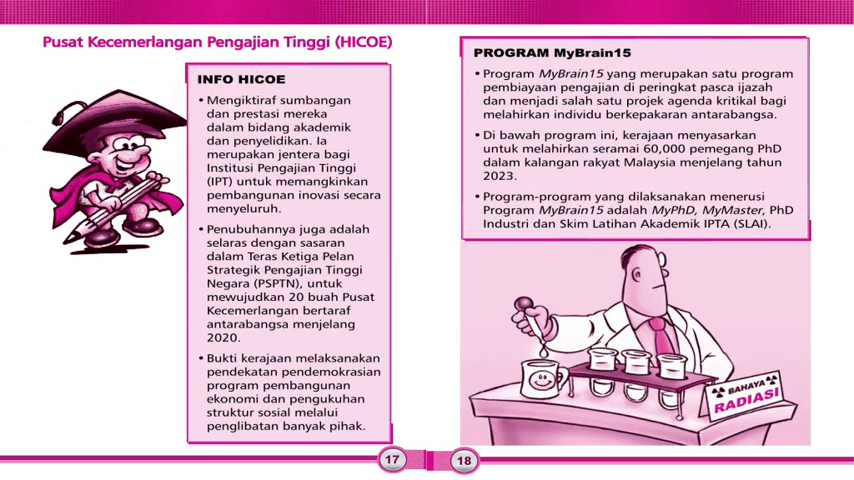 Pusat Kecemerlangan Pengajian Tinggi (HICOE)
INFO HICOE
• Mengiktiraf sumbangan
dan prestasi mereka
dalam bidang akademik
dan penyelidikan. Ia
merupakan jentera bagi
Institusi Pengajian Tinggi
(IPT) untuk memangkinkan
pembangunan inovasi secara
menyeluruh.
• Penubuhannya juga adalah
selaras dengan sasaran
dalam Teras Ketiga Pelan
Strategik Pengajian Tinggi
Negara (PSPTN), untuk
mewujudkan 20 buah Pusat
Kecemerlangan bertaraf
antarabangsa menjelang
2020.
• Bukti kerajaan melaksanakan
pendekatan pendemokrasian
program pembangunan
ekonomi dan pengukuhan
struktur sosial melalui
penglibatan banyak pihak.
17
PROGRAM MyBrain15
• Program MyBrain15 yang merupakan satu program
pembiayaan pengajian di peringkat pasca ijazah
dan menjadi salah satu projek agenda kritikal bagi
melahirkan individu berkepakaran antarabangsa.
• Di bawah program ini, kerajaan menyasarkan
untuk melahirkan seramai 60,000 pemegang PhD
dalam kalangan rakyat Malaysia menjelang tahun
2023.
• Program-program yang dilaksanakan menerusi
Program MyBrain15 adalah MyPhD, MyMaster, PhD
Industri dan Skim Latihan Akademik IPTA (SLAI).
BAHAYA
RADIASI
18